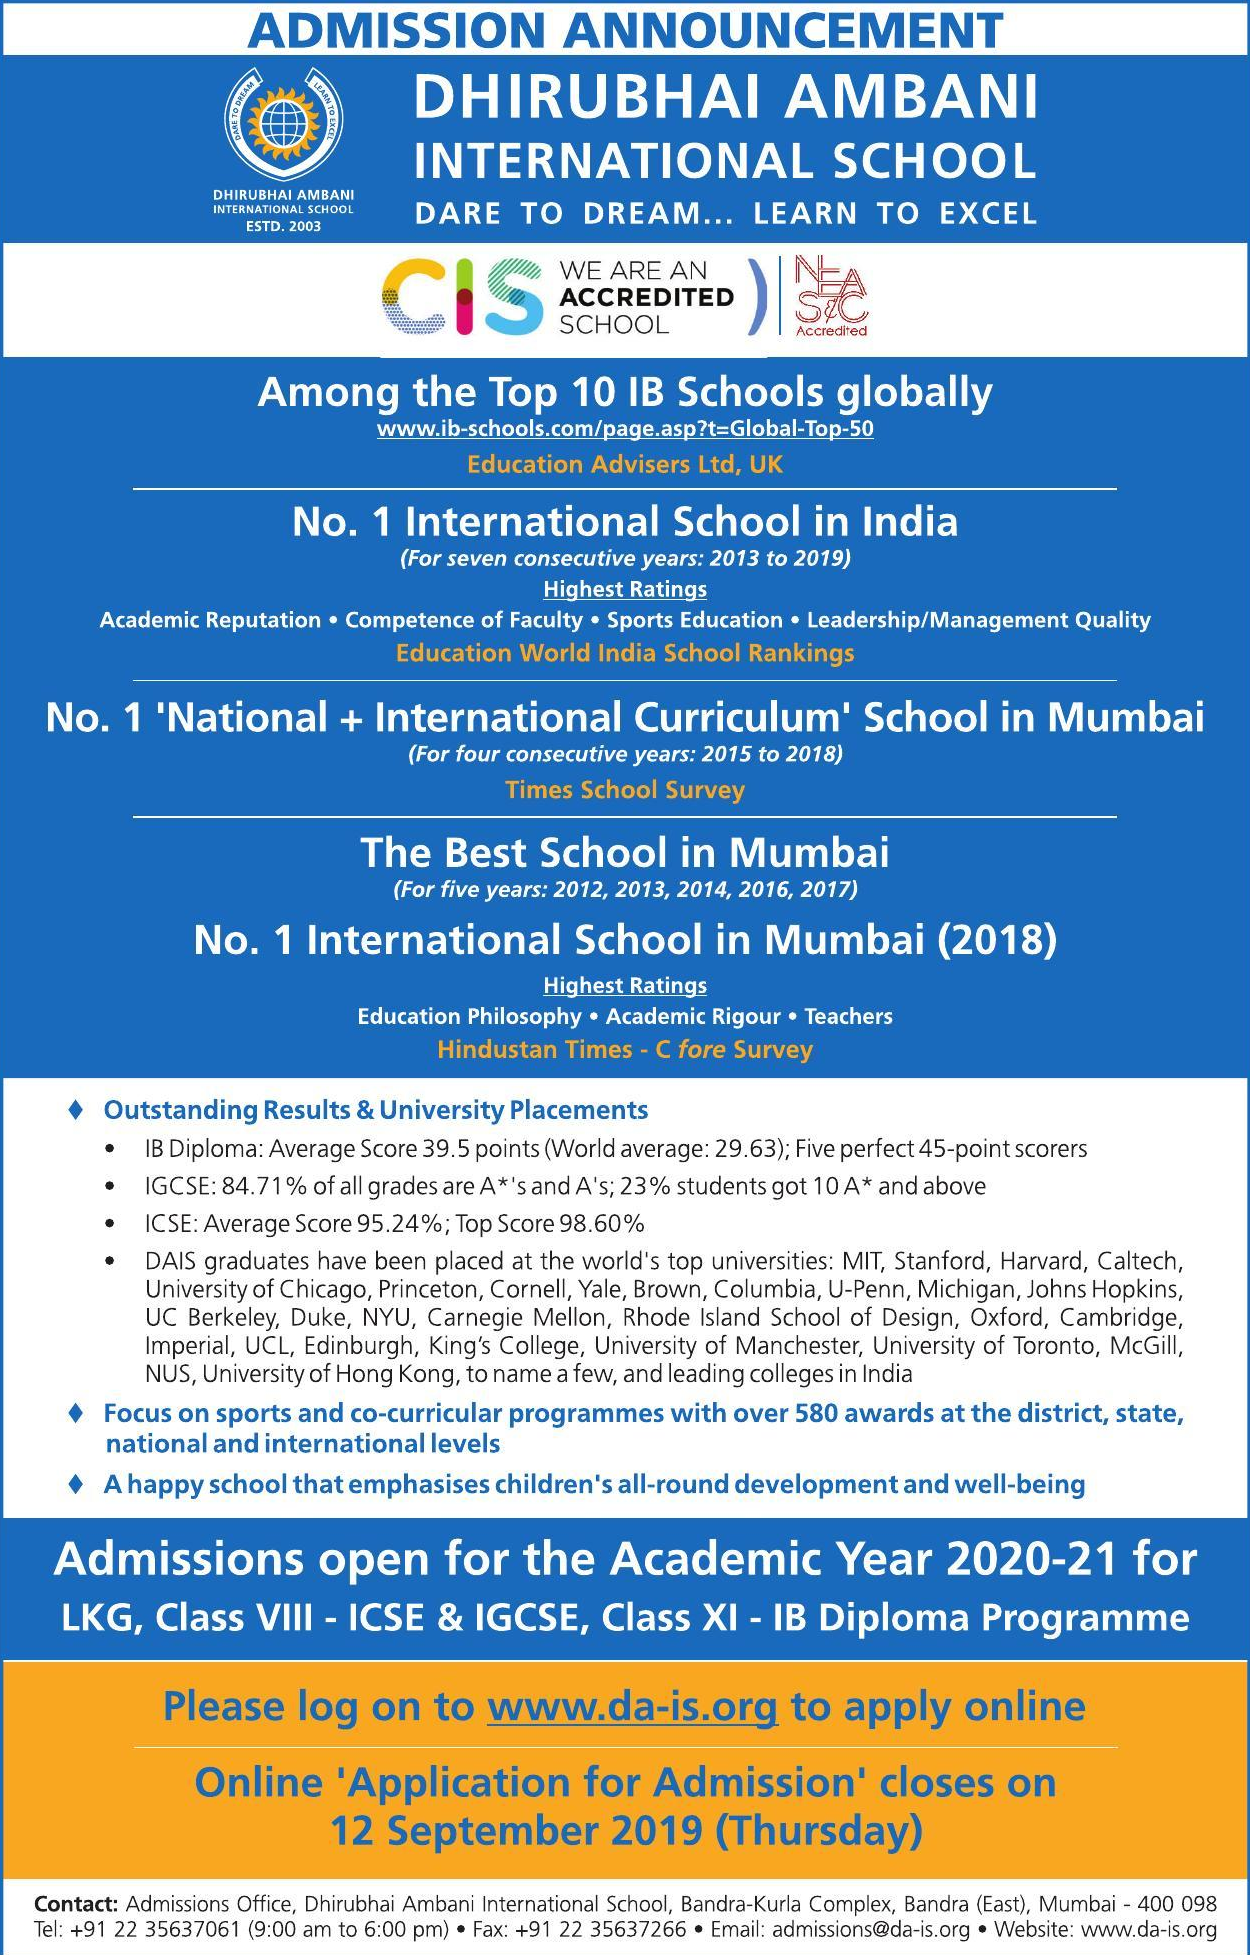 ADMISSION ANNOUNCEMENT
DARE TO DREAM LEARN TO EXCEL
DHIRUBHAI AMBANI
INTERNATIONAL SCHOOL
ESTD. 2003
DHIRUBHAI AMBANI
INTERNATIONAL SCHOOL
DARE TO DREAM... LEARN TO EXCEL
CIS
WE ARE AN
ACCREDITED
SCHOOL
NEAS&C
Accredited
Among the Top 10 IB Schools globally
www.ib-schools.com/page.asp?t=Global-Top-50
Education Advisers Ltd, UK
No. 1 International School in India
(For seven consecutive years: 2013 to 2019)
Highest Ratings
Academic Reputation • Competence of Faculty • Sports Education • Leadership/Management Quality
Education World India School Rankings
No. 1 'National + International Curriculum' School in Mumbai
(For four consecutive years: 2015 to 2018)
Times School Survey
The Best School in Mumbai
(For five years: 2012, 2013, 2014, 2016, 2017)
No. 1 International School in Mumbai (2018)
Highest Ratings
Education Philosophy • Academic Rigour • Teachers
Hindustan Times - C fore Survey
♦ Outstanding Results & University Placements
• IB Diploma: Average Score 39.5 points (World average: 29.63); Five perfect 45-point scorers
• IGCSE: 84.71% of all grades are A*'s and A's; 23% students got 10 A* and above
• ICSE: Average Score 95.24%; Top Score 98.60%
• DAIS graduates have been placed at the world's top universities: MIT, Stanford, Harvard, Caltech,
University of Chicago, Princeton, Cornell, Yale, Brown, Columbia, U-Penn, Michigan, Johns Hopkins,
UC Berkeley, Duke, NYU, Carnegie Mellon, Rhode Island School of Design, Oxford, Cambridge,
Imperial, UCL, Edinburgh, King's College, University of Manchester, University of Toronto, McGill,
NUS, University of Hong Kong, to name a few, and leading colleges in India
♦ Focus on sports and co-curricular programmes with over 580 awards at the district, state,
national and international levels
♦ A happy school that emphasises children's all-round development and well-being
Admissions open for the Academic Year 2020-21 for
LKG, Class VIII - ICSE & IGCSE, Class XI - IB Diploma Programme
Please log on to www.da-is.org to apply online
Online 'Application for Admission' closes on
12 September 2019 (Thursday)
Contact: Admissions Office, Dhirubhai Ambani International School, Bandra-Kurla Complex, Bandra (East), Mumbai - 400 098
Tel: +91 22 35637061 (9:00 am to 6:00 pm) • Fax: +91 22 35637266 • Email: admissions@da-is.org • Website: www.da-is.org